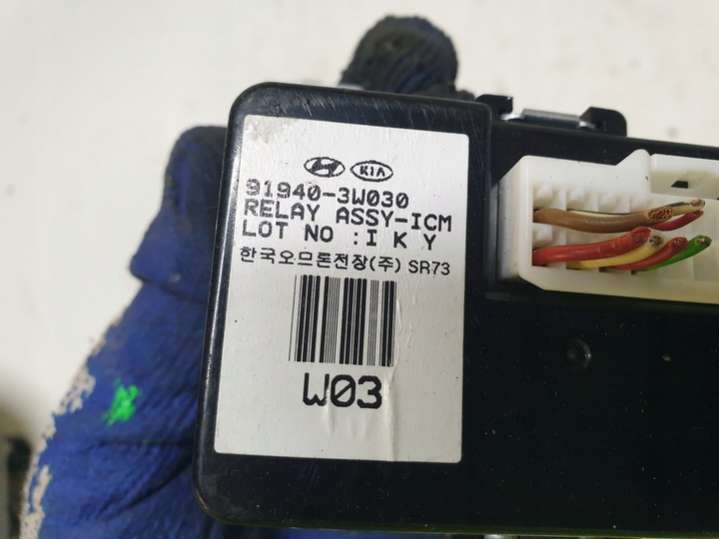 KIA
91940-3W030
RELAY ASSY-ICM
LOT NO :I K Y
한국오므론전장(주) SR73
W03